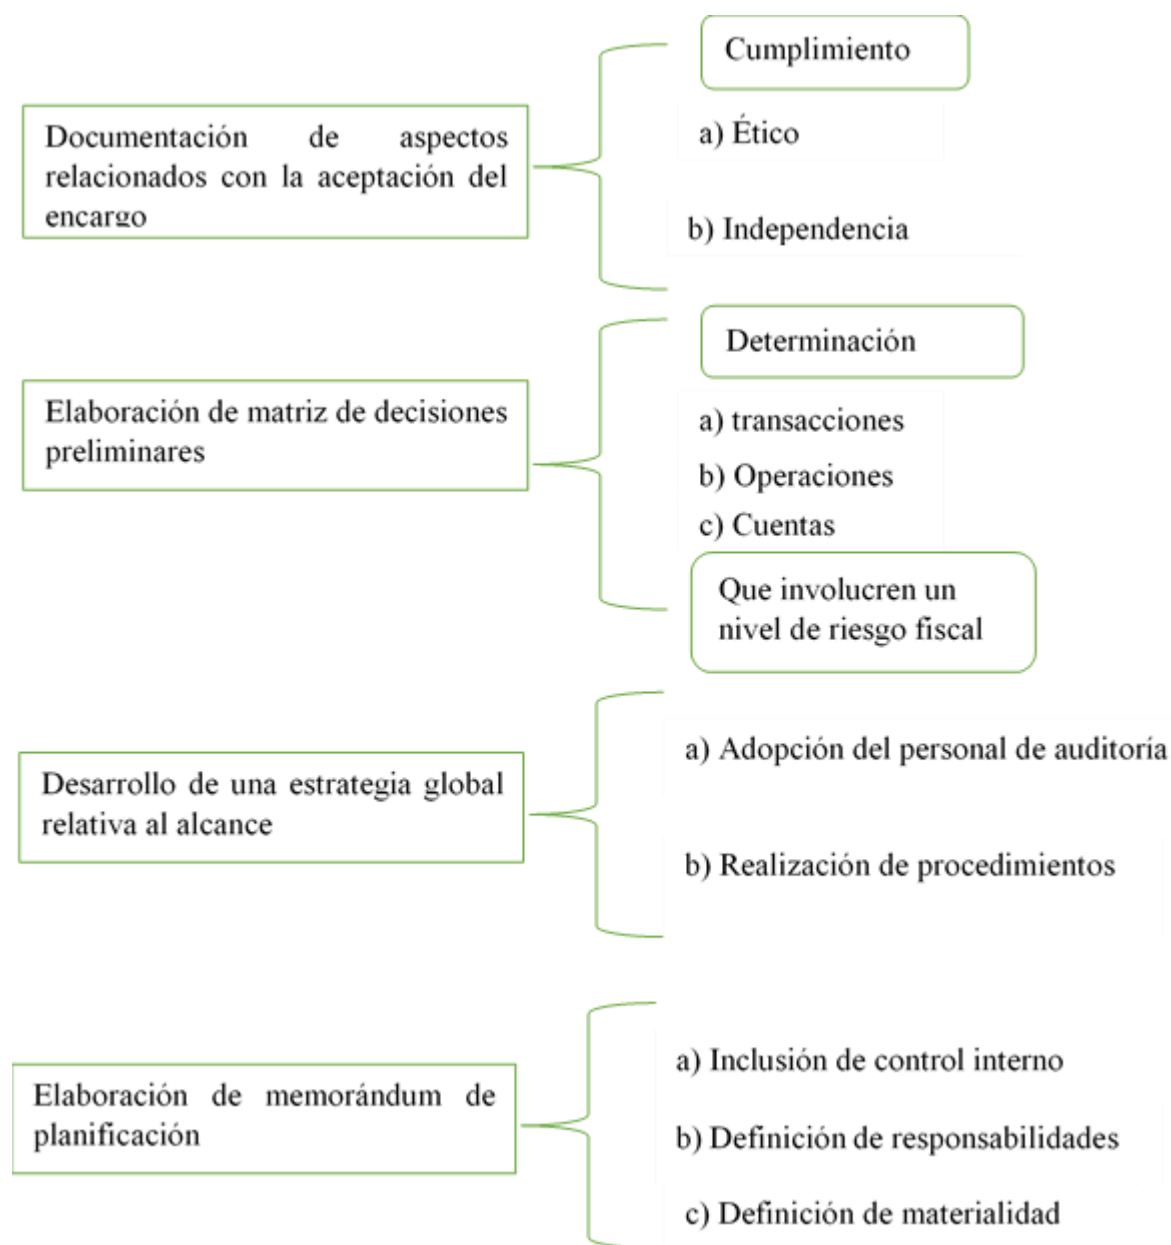 Cumplimiento
Documentación de aspectos
relacionados con la aceptación del
encargo
a) Ético
b) Independencia
Determinación
Elaboración de matriz de decisiones
preliminares
a) transacciones
b) Operaciones
c) Cuentas
Que involucren un
nivel de riesgo fiscal
Desarrollo de una estrategia global
relativa al alcance
a) Adopción del personal de auditoría
b) Realización de procedimientos
Elaboración de memorándum de
planificación
a) Inclusión de control interno
b) Definición de responsabilidades
c) Definición de materialidad